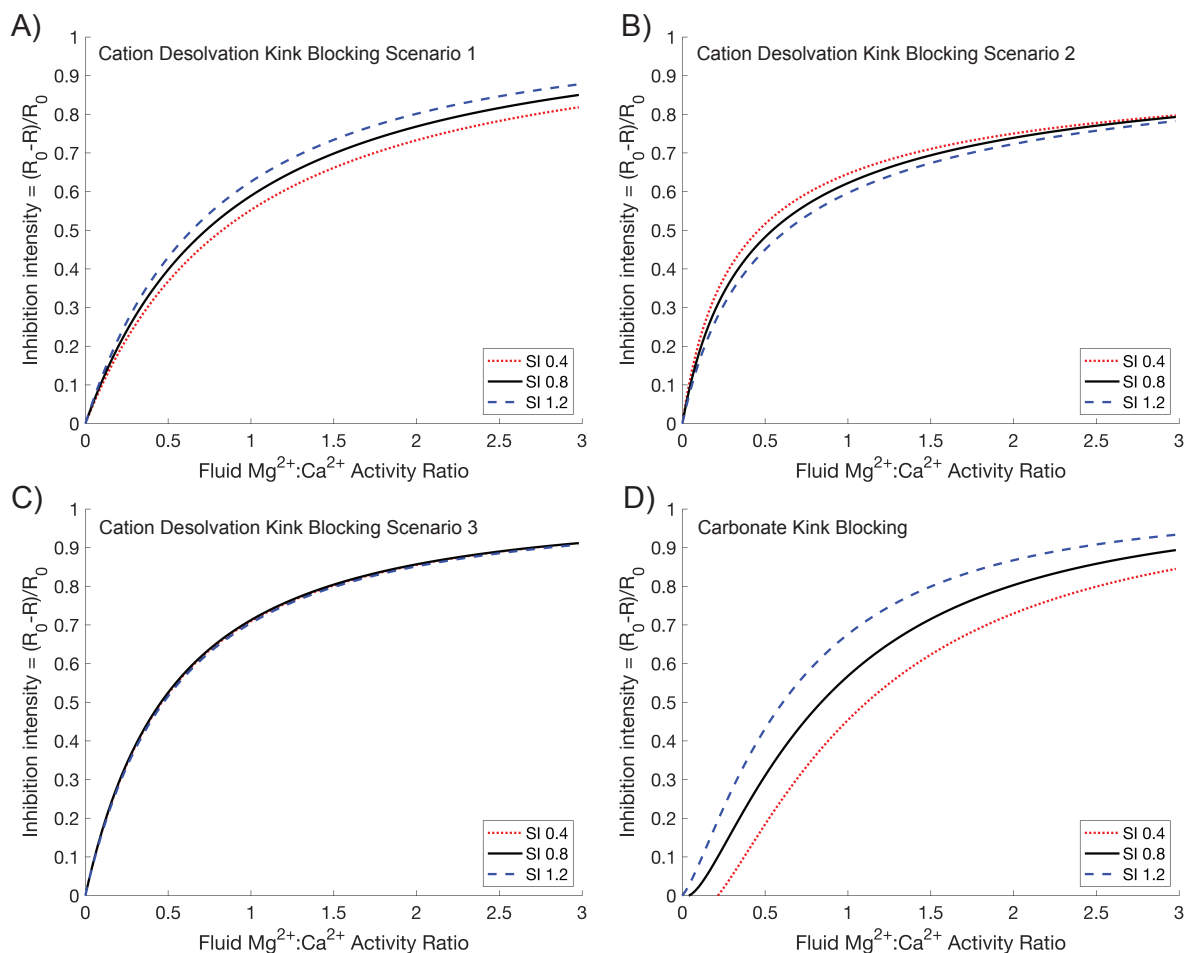 A)
Cation Desolvation Kink Blocking Scenario 1
Inhibition intensity = (R0-R)/R0
1
0.9
0.8
0.7
0.6
0.5
0.4
0.3
0.2
0.1
0
SI 0.4
SI 0.8
SI 1.2
0 0.5 1 1.5 2 2.5 3
Fluid Mg2+:Ca2+ Activity Ratio
B)
Cation Desolvation Kink Blocking Scenario 2
Inhibition intensity = (R0-R)/R0
1
0.9
0.8
0.7
0.6
0.5
0.4
0.3
0.2
0.1
0
SI 0.4
SI 0.8
SI 1.2
0 0.5 1 1.5 2 2.5 3
Fluid Mg2+:Ca2+ Activity Ratio
C)
Cation Desolvation Kink Blocking Scenario 3
Inhibition intensity = (R0-R)/R0
1
0.9
0.8
0.7
0.6
0.5
0.4
0.3
0.2
0.1
0
SI 0.4
SI 0.8
SI 1.2
0 0.5 1 1.5 2 2.5 3
Fluid Mg2+:Ca2+ Activity Ratio
D)
Carbonate Kink Blocking
Inhibition intensity = (R0-R)/R0
1
0.9
0.8
0.7
0.6
0.5
0.4
0.3
0.2
0.1
0
SI 0.4
SI 0.8
SI 1.2
0 0.5 1 1.5 2 2.5 3
Fluid Mg2+:Ca2+ Activity Ratio